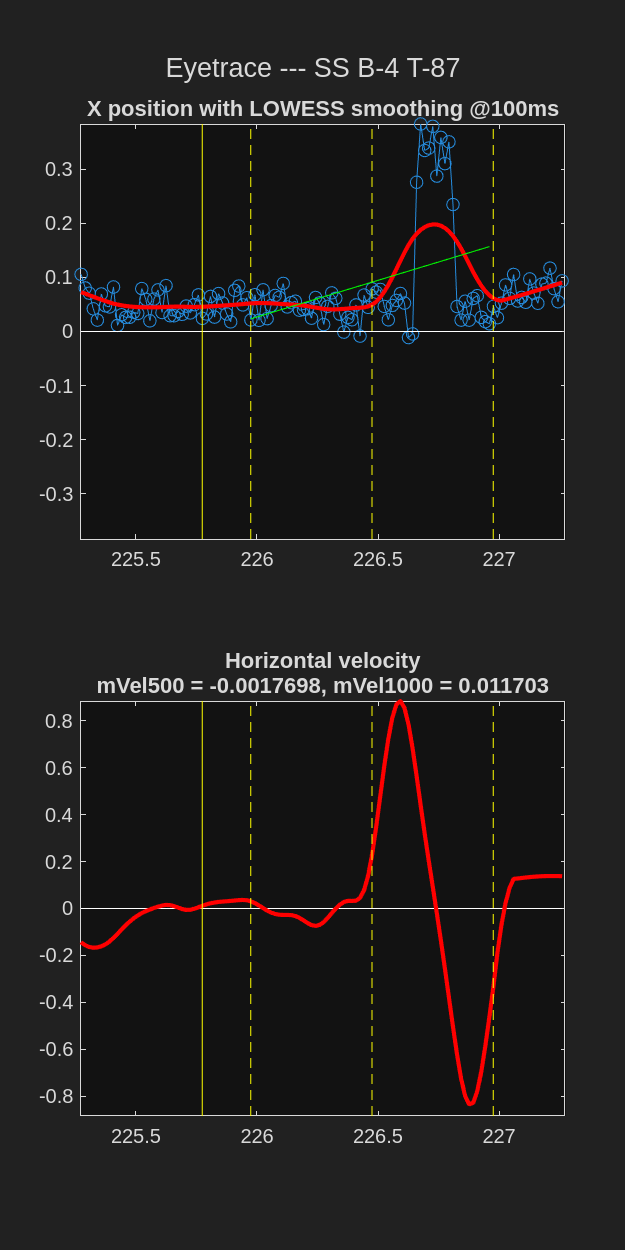 Eyetrace --- SS B-4 T-87
X position with LOWESS smoothing @100ms
0.3
0.2
0.1
0
-0.1
-0.2
-0.3
225.5 226 226.5 227
Horizontal velocity
mVel500 = -0.0017698, mVel1000 = 0.011703
0.8
0.6
0.4
0.2
0
-0.2
-0.4
-0.6
-0.8
225.5 226 226.5 227